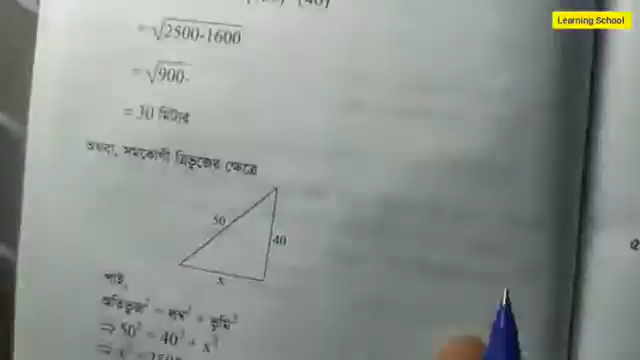 Learning School
= √2500-1600
= √900
= 30 মিটার
অথবা, সমকোণী ত্রিভুজের ক্ষেত্রে
50
40
x
পাই,
অতিভুজ² = লম্ব² + ভূমি²
⇒ 50² = 40² + x²